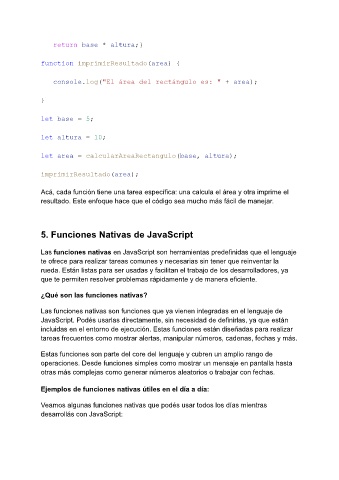 return base * altura;}
function imprimirResultado(area) {
console.log("El área del rectángulo es: " + area);
}
let base = 5;
let altura = 10;
let area = calcularAreaRectangulo(base, altura);
imprimirResultado(area);
Acá, cada función tiene una tarea específica: una calcula el área y otra imprime el
resultado. Este enfoque hace que el código sea mucho más fácil de manejar.
5. Funciones Nativas de JavaScript
Las funciones nativas en JavaScript son herramientas predefinidas que el lenguaje
te ofrece para realizar tareas comunes y necesarias sin tener que reinventar la
rueda. Están listas para ser usadas y facilitan el trabajo de los desarrolladores, ya
que te permiten resolver problemas rápidamente y de manera eficiente.
¿Qué son las funciones nativas?
Las funciones nativas son funciones que ya vienen integradas en el lenguaje de
JavaScript. Podés usarlas directamente, sin necesidad de definirlas, ya que están
incluidas en el entorno de ejecución. Estas funciones están diseñadas para realizar
tareas frecuentes como mostrar alertas, manipular números, cadenas, fechas y más.
Estas funciones son parte del core del lenguaje y cubren un amplio rango de
operaciones. Desde funciones simples como mostrar un mensaje en pantalla hasta
otras más complejas como generar números aleatorios o trabajar con fechas.
Ejemplos de funciones nativas útiles en el día a día:
Veamos algunas funciones nativas que podés usar todos los días mientras
desarrollás con JavaScript: